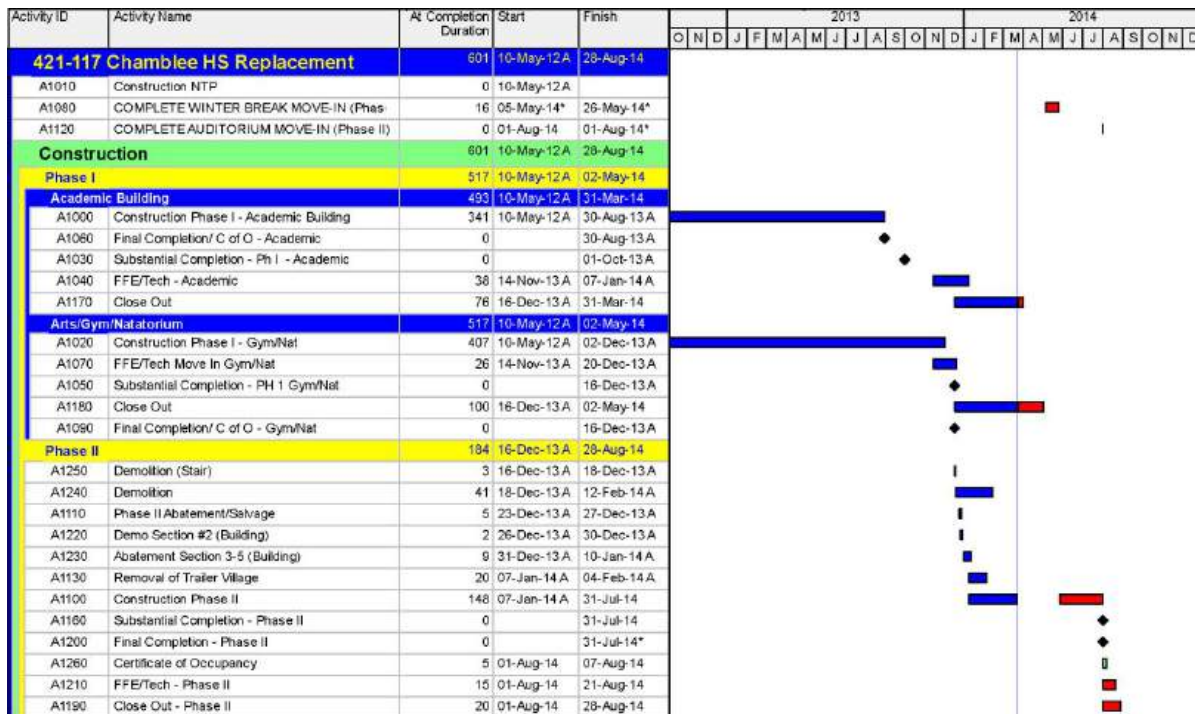 Activity ID Activity Name At Completion Duration Start Finish 2013 2014
O N D J F M A M J J A S O N D J F M A M J J A S O N D
421-117 Chamblee HS Replacement 601 10-May-12 A 28-Aug-14
A1010 Construction NTP 0 10-May-12 A
A1080 COMPLETE WINTER BREAK MOVE-IN (Phas 16 05-May-14* 26-May-14*
A1120 COMPLETE AUDITORIUM MOVE-IN (Phase II) 0 01-Aug-14 01-Aug-14*
Construction 601 10-May-12 A 28-Aug-14
Phase I 517 10-May-12 A 02-May-14
Academic Building 493 10-May-12 A 31-Mar-14
A1000 Construction Phase I - Academic Building 341 10-May-12 A 30-Aug-13 A
A1060 Final Completion/ C of O - Academic 0 30-Aug-13 A
A1030 Substantial Completion - Ph I - Academic 0 01-Oct-13 A
A1040 FFE/Tech - Academic 38 14-Nov-13 A 07-Jan-14 A
A1170 Close Out 76 16-Dec-13 A 31-Mar-14
Arts/Gym/Natatorium 517 10-May-12 A 02-May-14
A1020 Construction Phase I - Gym/Nat 407 10-May-12 A 02-Dec-13 A
A1070 FFE/Tech Move In Gym/Nat 26 14-Nov-13 A 20-Dec-13 A
A1050 Substantial Completion - PH 1 Gym/Nat 0 16-Dec-13 A
A1180 Close Out 100 16-Dec-13 A 02-May-14
A1090 Final Completion/ C of O - Gym/Nat 0 16-Dec-13 A
Phase II 184 16-Dec-13 A 28-Aug-14
A1250 Demolition (Stair) 3 16-Dec-13 A 18-Dec-13 A
A1240 Demolition 41 18-Dec-13 A 12-Feb-14 A
A1110 Phase II Abatement/Salvage 5 23-Dec-13 A 27-Dec-13 A
A1220 Demo Section #2 (Building) 2 26-Dec-13 A 30-Dec-13 A
A1230 Abatement Section 3-5 (Building) 9 31-Dec-13 A 10-Jan-14 A
A1130 Removal of Trailer Village 20 07-Jan-14 A 04-Feb-14 A
A1100 Construction Phase II 148 07-Jan-14 A 31-Jul-14
A1160 Substantial Completion - Phase II 0 31-Jul-14
A1200 Final Completion - Phase II 0 31-Jul-14*
A1260 Certificate of Occupancy 5 01-Aug-14 07-Aug-14
A1210 FFE/Tech - Phase II 15 01-Aug-14 21-Aug-14
A1190 Close Out - Phase II 20 01-Aug-14 28-Aug-14